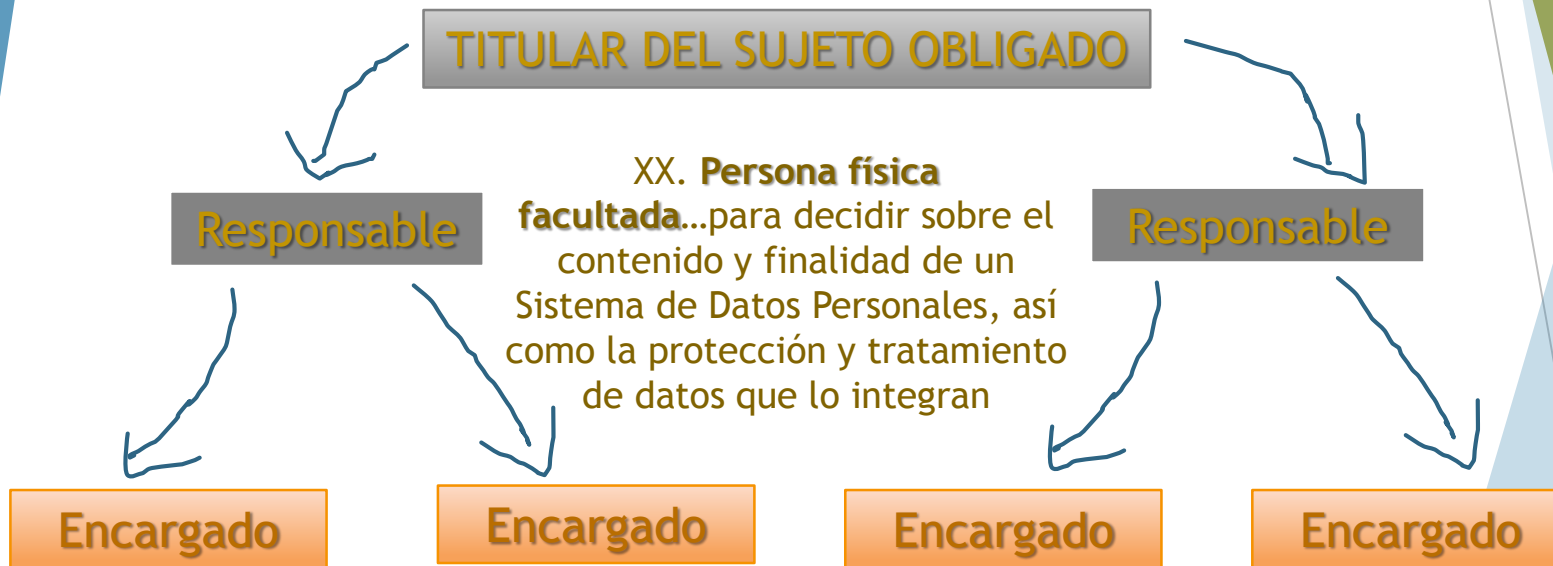 TITULAR DEL SUJETO OBLIGADO
Responsable
XX. Persona física
facultada…para decidir sobre el
contenido y finalidad de un
Sistema de Datos Personales, así
como la protección y tratamiento
de datos que lo integran
Responsable
Encargado
Encargado
Encargado
Encargado